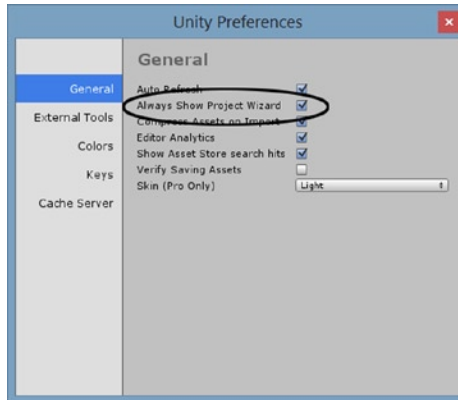 Unity Preferences
General
General
Auto Refresh
Always Show Project Wizard
External Tools
Compress Assets on Import
Editor Analytics
Colors
Show Asset Store search hits
Keys
Verify Saving Assets
Skin (Pro Only) Light
Cache Server